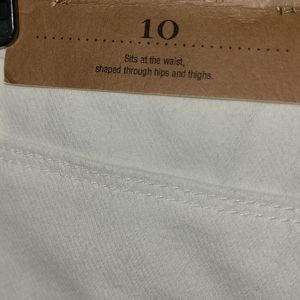 10
Sits at the waist,
shaped through hips and thighs.